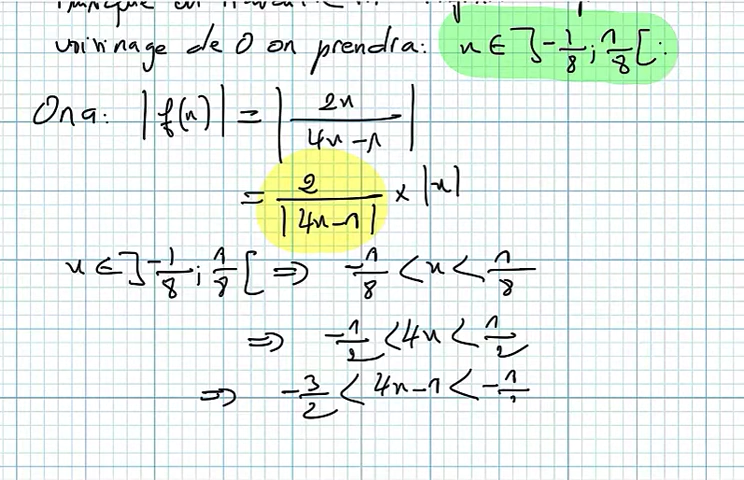 voisinage de 0 on prendra: x ∈ ]-1/8; 1/8[:
On a: |f(x)| = |2x/(4x-1)|
= 2/|4x-1| × |x|
x ∈ ]-1/8; 1/8[ ⇒ -1/8 < x < 1/8
⇒ -1/2 < 4x < 1/2
⇒ -3/2 < 4x-1 < -1/